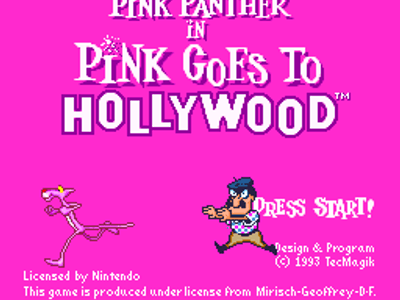 PINK PANTHER
IN
PINK GOES TO
HOLLYWOOD™
PRESS START!
Design & Program
(C) 1993 TecMagik
Licensed by Nintendo
This game is produced under license from Mirisch-Geoffrey-D-F.